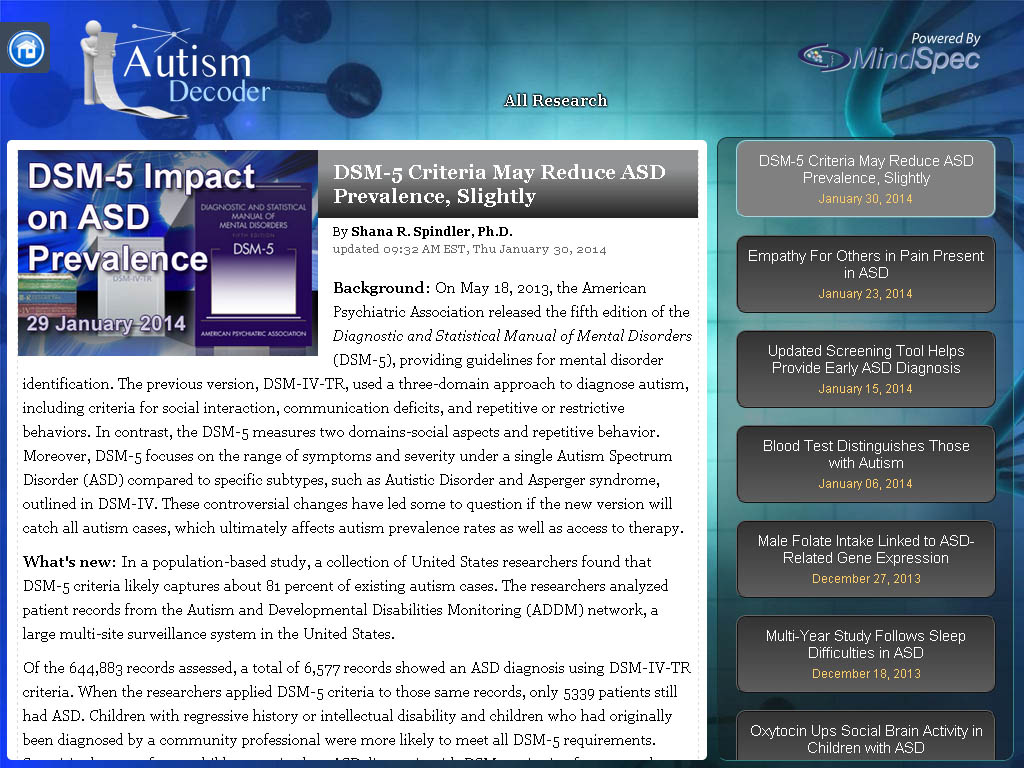 Autism
Decoder
Powered By
MindSpec
All Research
DSM-5 Impact
on ASD
Prevalence
29 January 2014
DIAGNOSTIC AND STATISTICAL
MANUAL OF
MENTAL DISORDERS
FIFTH EDITION
DSM-5
AMERICAN PSYCHIATRIC ASSOCIATION
DSM-IV-TR
DSM-5 Criteria May Reduce ASD
Prevalence, Slightly
By Shana R. Spindler, Ph.D.
updated 09:32 AM EST, Thu January 30, 2014
Background: On May 18, 2013, the American
Psychiatric Association released the fifth edition of the
Diagnostic and Statistical Manual of Mental Disorders
(DSM-5), providing guidelines for mental disorder
identification. The previous version, DSM-IV-TR, used a three-domain approach to diagnose autism,
including criteria for social interaction, communication deficits, and repetitive or restrictive
behaviors. In contrast, the DSM-5 measures two domains-social aspects and repetitive behavior.
Moreover, DSM-5 focuses on the range of symptoms and severity under a single Autism Spectrum
Disorder (ASD) compared to specific subtypes, such as Autistic Disorder and Asperger syndrome,
outlined in DSM-IV. These controversial changes have led some to question if the new version will
catch all autism cases, which ultimately affects autism prevalence rates as well as access to therapy.
What's new: In a population-based study, a collection of United States researchers found that
DSM-5 criteria likely captures about 81 percent of existing autism cases. The researchers analyzed
patient records from the Autism and Developmental Disabilities Monitoring (ADDM) network, a
large multi-site surveillance system in the United States.
Of the 644,883 records assessed, a total of 6,577 records showed an ASD diagnosis using DSM-IV-TR
criteria. When the researchers applied DSM-5 criteria to those same records, only 5339 patients still
had ASD. Children with regressive history or intellectual disability and children who had originally
been diagnosed by a community professional were more likely to meet all DSM-5 requirements.
DSM-5 Criteria May Reduce ASD
Prevalence, Slightly
January 30, 2014
Empathy For Others in Pain Present
in ASD
January 23, 2014
Updated Screening Tool Helps
Provide Early ASD Diagnosis
January 15, 2014
Blood Test Distinguishes Those
with Autism
January 06, 2014
Male Folate Intake Linked to ASD-
Related Gene Expression
December 27, 2013
Multi-Year Study Follows Sleep
Difficulties in ASD
December 18, 2013
Oxytocin Ups Social Brain Activity in
Children with ASD